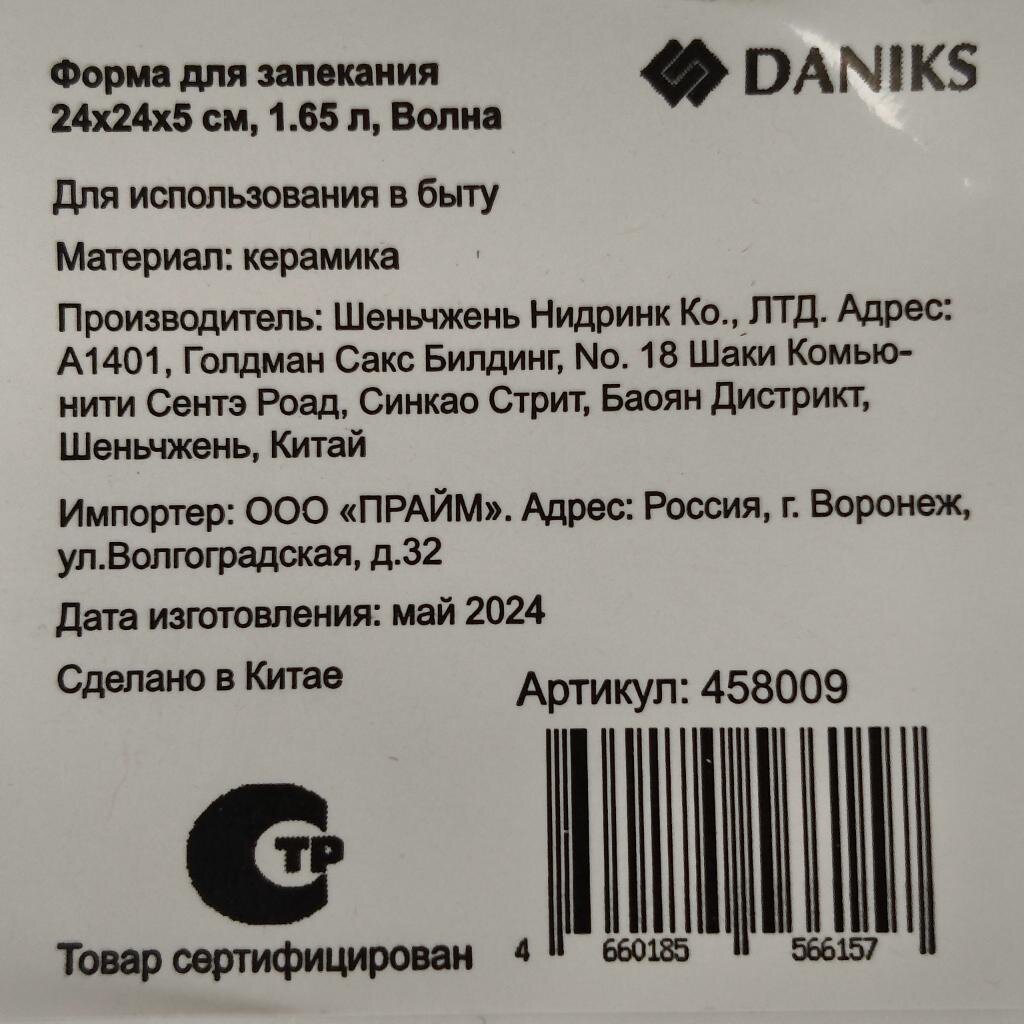 Форма для запекания
24x24x5 см, 1.65 л, Волна
DANIKS
Для использования в быту
Материал: керамика
Производитель: Шеньчжень Нидринк Ко., ЛТД. Адрес:
А1401, Голдман Сакс Билдинг, No. 18 Шаки Комью-
нити Сентэ Роад, Синкао Стрит, Баоян Дистрикт,
Шеньчжень, Китай
Импортер: ООО «ПРАЙМ». Адрес: Россия, г. Воронеж,
ул.Волгоградская, д.32
Дата изготовления: май 2024
Сделано в Китае
Артикул: 458009
ТР
Товар сертифицирован
4 660185 566157